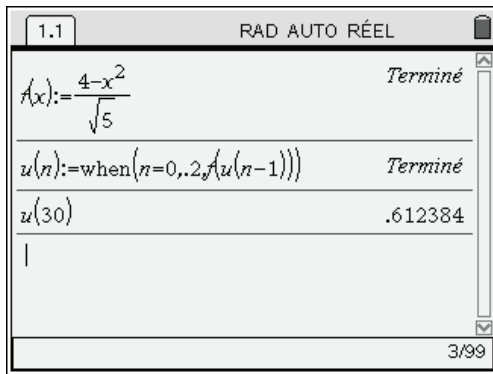 1.1 RAD AUTO RÉEL
f(x):=(4-x^2)/√5 Terminé
u(n):=when(n=0,.2,f(u(n-1))) Terminé
u(30) .612384
3/99